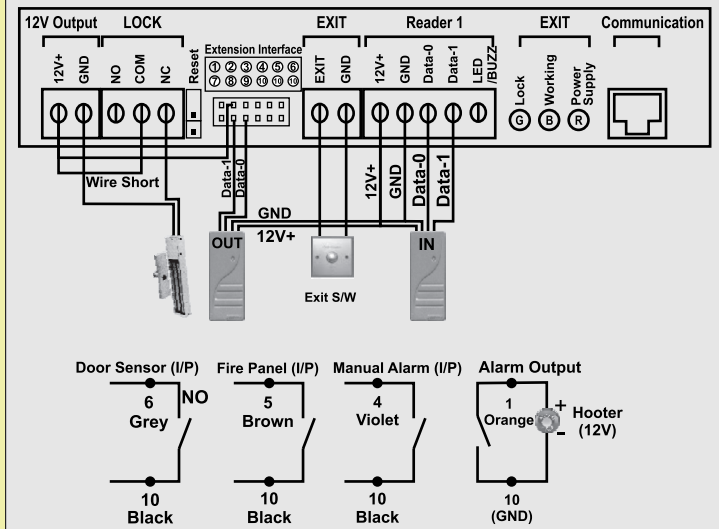 12V Output LOCK EXIT Reader 1 EXIT Communication
12V+ GND NO COM NC Reset
Extension Interface
1 2 3 4 5 6
7 8 9 10 10 10
EXIT GND
12V+ GND Data-0 Data-1 LED /BUZZ
Lock Working Power Supply
G B R
Wire Short
Data-1 Data-0
12V+ GND Data-0 Data-1
GND
12V+
OUT
IN
Exit S/W
Door Sensor (I/P)
6
Grey
NO
10
Black
Fire Panel (I/P)
5
Brown
10
Black
Manual Alarm (I/P)
4
Violet
10
Black
Alarm Output
1
Orange
+
-
Hooter
(12V)
10
(GND)